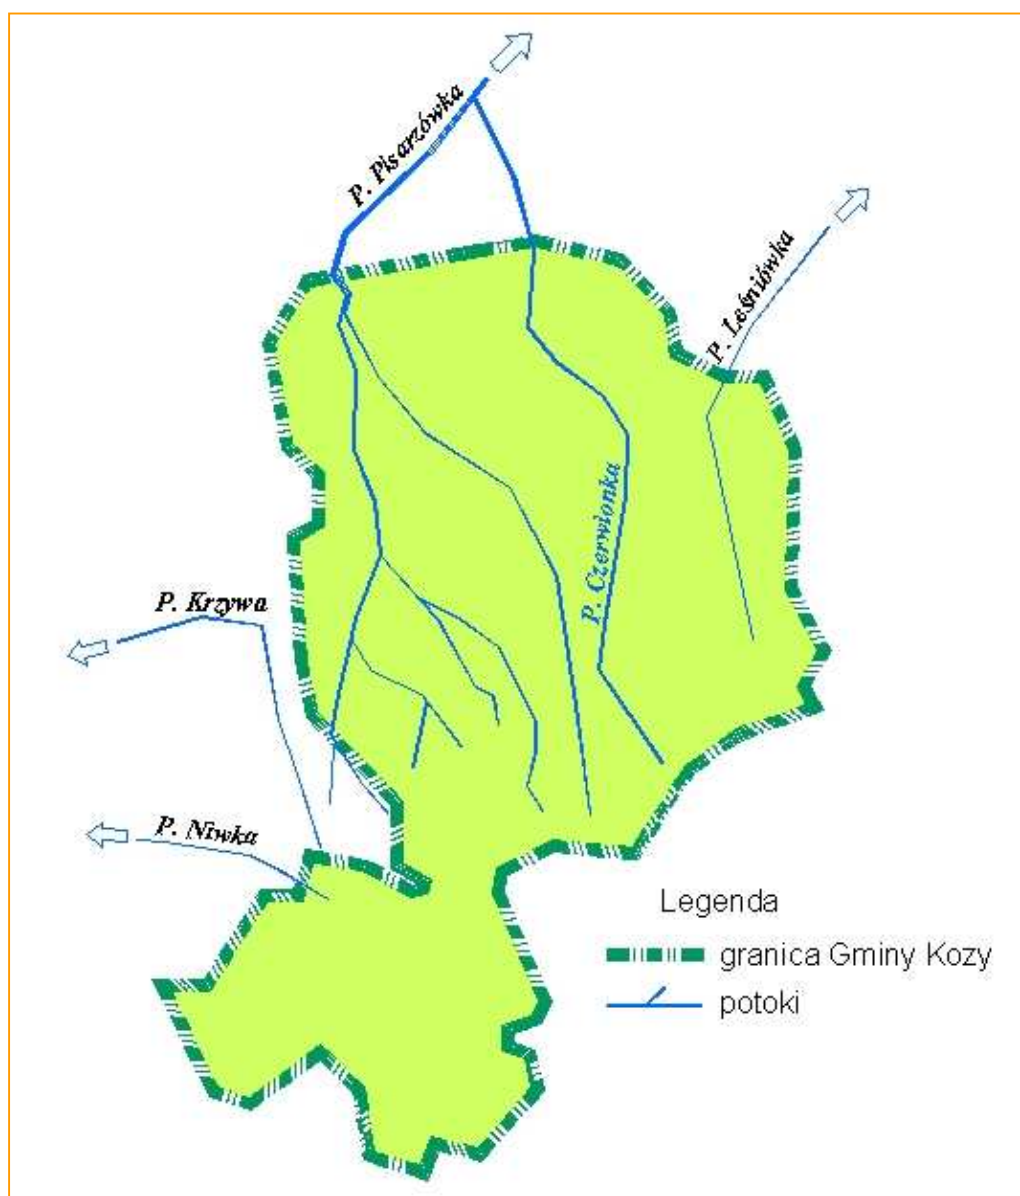 P. Pisarzówka
P. Leśniówka
P. Czerwionka
P. Krzywa
P. Niwka
Legenda
granica Gminy Kozy
potoki